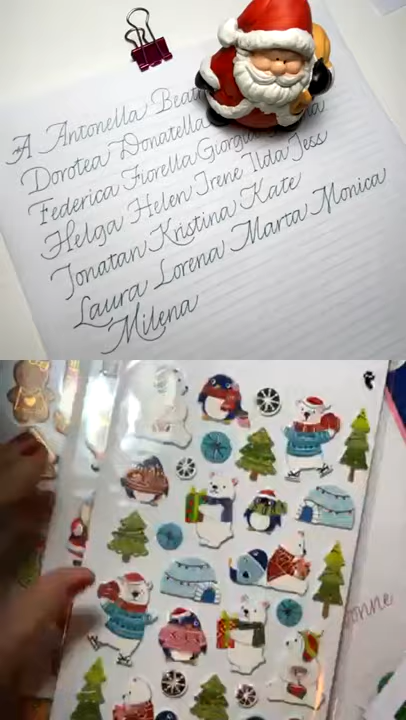 A Antonella
Dorotea Donatella
Federica Fiorella
Helga Helen Irene Ilda Jess
Jonatan Kristina Kate
Laura Lorena Marta Monica
Milena